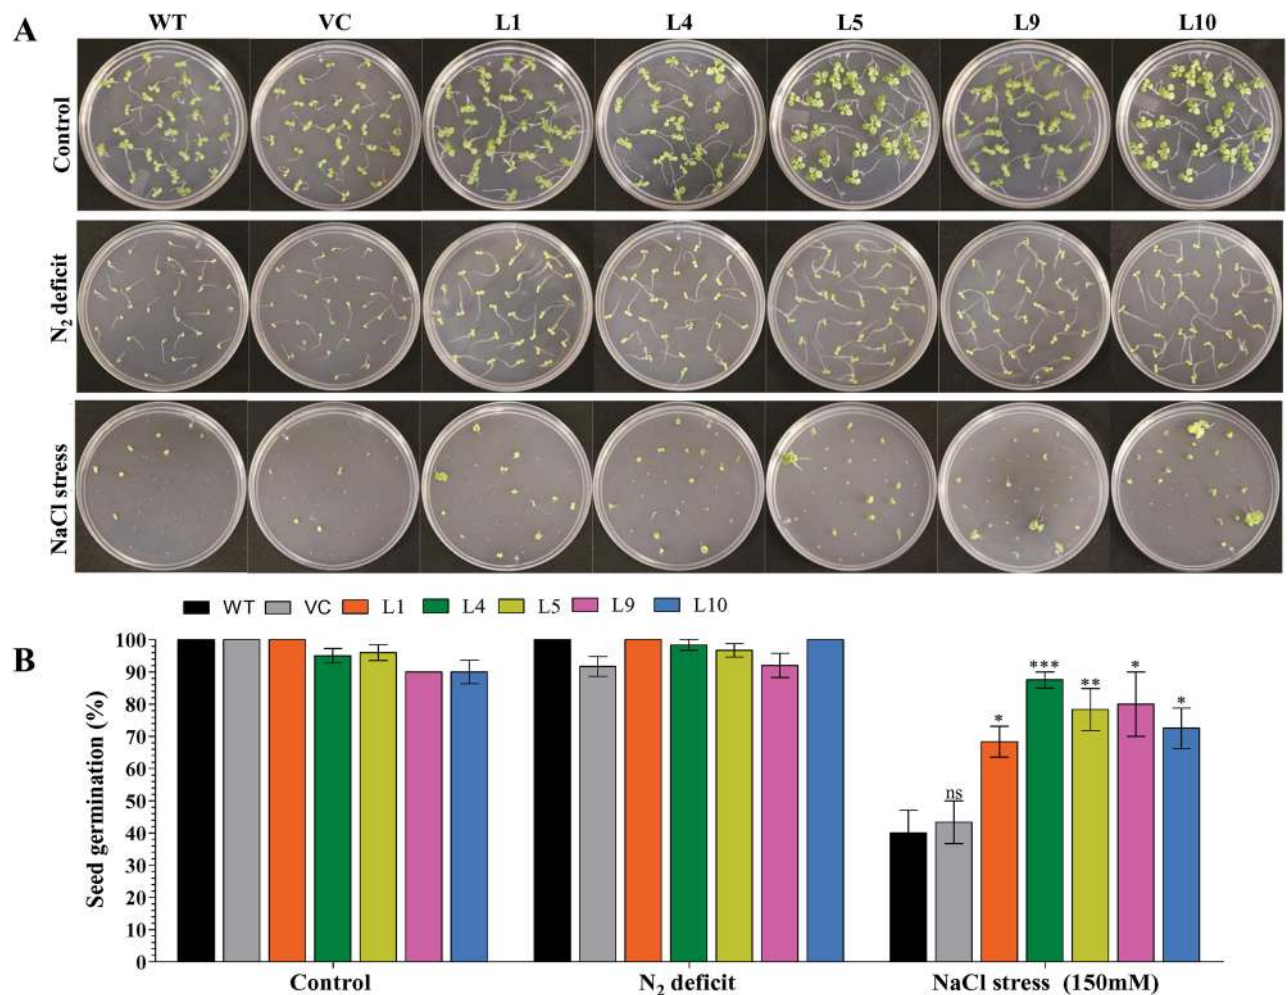 A
WT VC L1 L4 L5 L9 L10
Control
N₂ deficit
NaCl stress
WT VC L1 L4 L5 L9 L10
B
Seed germination (%)
100
90
80
70
60
50
40
30
20
10
0
ns
*
***
**
*
*
Control N₂ deficit NaCl stress (150mM)